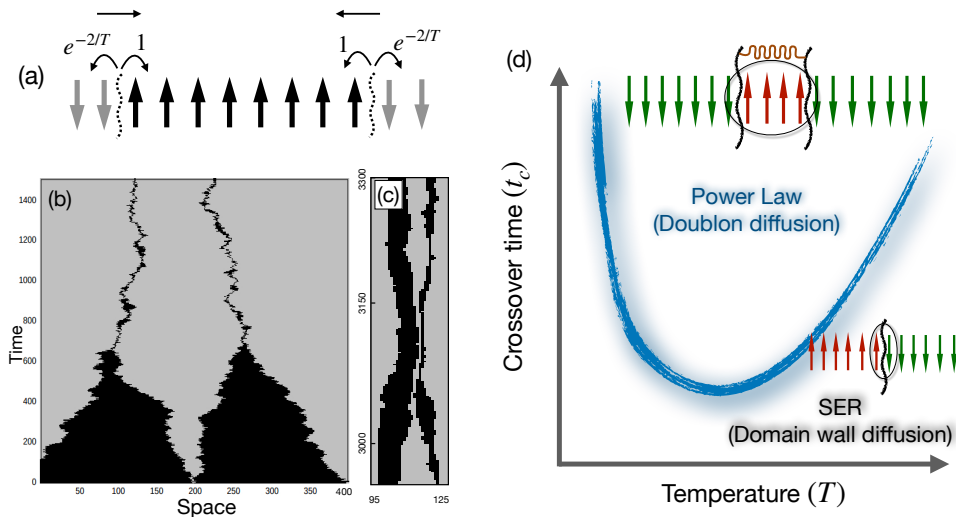 (a)
e^{-2/T}
1
1
e^{-2/T}
(b)
1400
1200
1000
800
600
400
200
0
Time
50
100
150
200
250
300
350
400
Space
(c)
3300
3150
3000
95
125
(d)
Crossover time (t_c)
Power Law
(Doublon diffusion)
SER
(Domain wall diffusion)
Temperature (T)